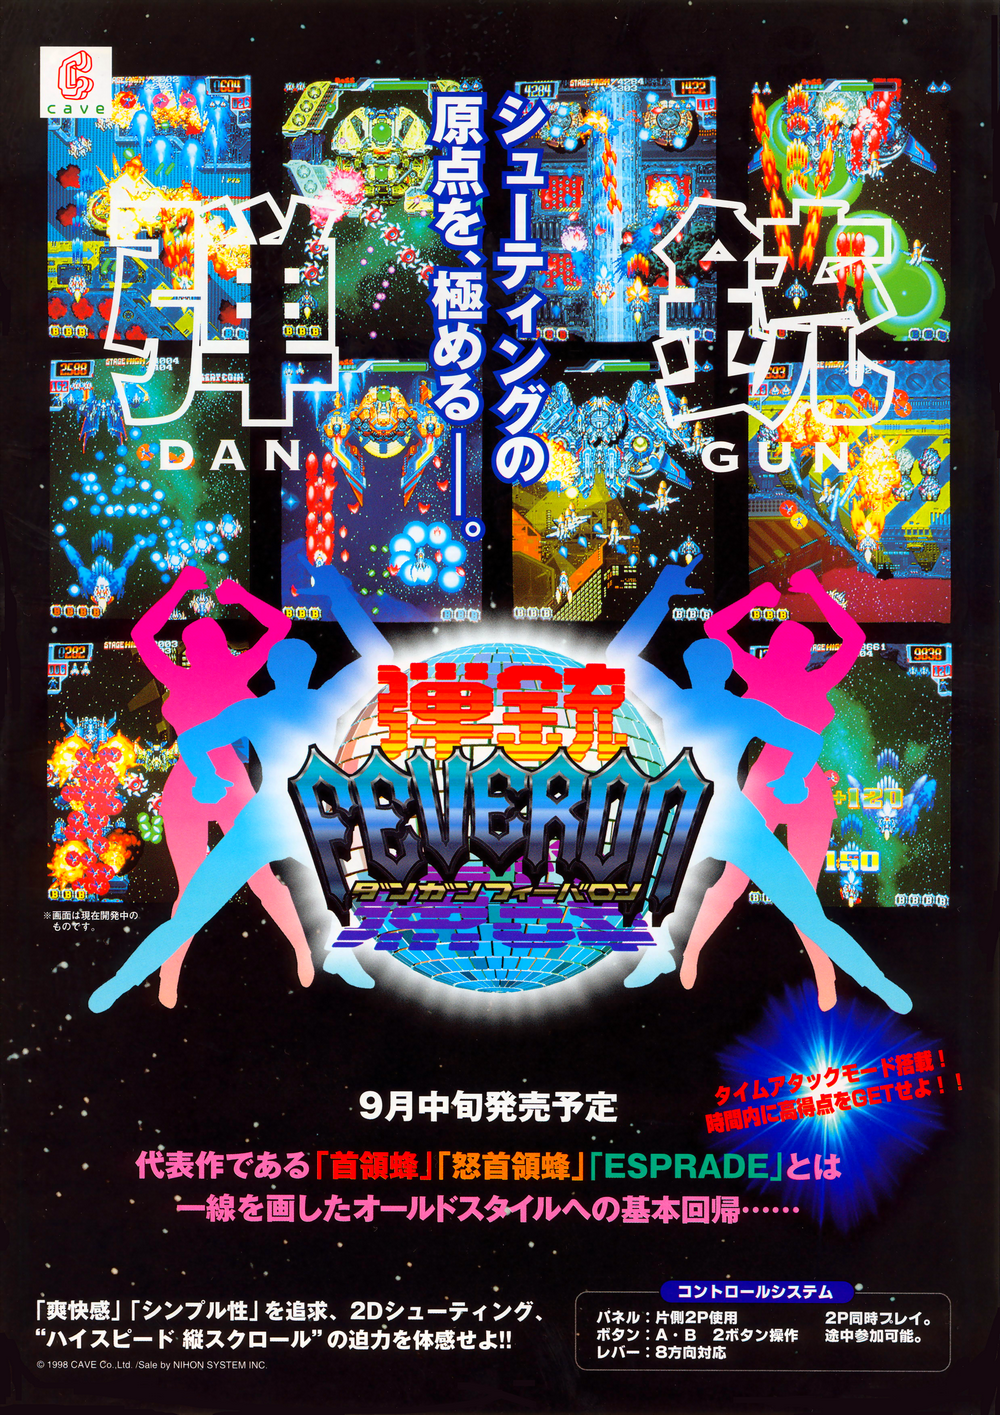 cave
シューティングの
原点を、極める——。
弾
銃
DAN
GUN
弾銃
FEVERON
ダンガンフィーバロン
※画面は現在開発中の
ものです。
タイムアタックモード搭載！
時間内に高得点をGETせよ！！
9月中旬発売予定
代表作である「首領蜂」「怒首領蜂」「ESPRADE」とは
一線を画したオールドスタイルへの基本回帰……
「爽快感」「シンプル性」を追求、2Dシューティング、
“ハイスピード 縦スクロール”の迫力を体感せよ!!
© 1998 CAVE Co.,Ltd. /Sale by NIHON SYSTEM INC.
コントロールシステム
パネル：片側2P使用 2P同時プレイ。
ボタン：A・B 2ボタン操作 途中参加可能。
レバー：8方向対応